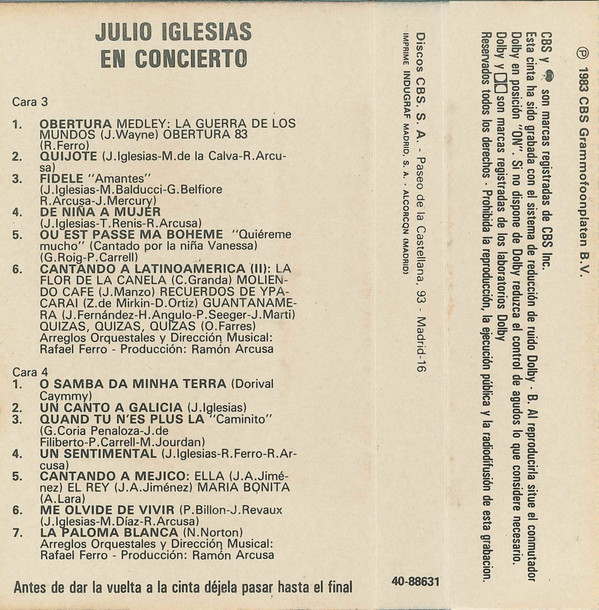 JULIO IGLESIAS
EN CONCIERTO
Cara 3
1. OBERTURA MEDLEY: LA GUERRA DE LOS
MUNDOS (J.Wayne) OBERTURA 83
(R.Ferro)
2. QUIJOTE (J.Iglesias-M.de la Calva-R.Arcu-
sa)
3. FIDELE "Amantes"
(J.Iglesias-M.Balducci-G.Belfiore
R.Arcusa-J.Mercury)
4. DE NIÑA A MUJER
(J.Iglesias-T.Renis-R.Arcusa)
5. OU EST PASSE MA BOHEME "Quiéreme
mucho" (Cantado por la niña Vanessa)
(G.Roig-P.Carrell)
6. CANTANDO A LATINOAMERICA (II): LA
FLOR DE LA CANELA (C.Granda) MOLIEN-
DO CAFE (J.Manzo) RECUERDOS DE YPA-
CARAI (Z.de Mirkin-D.Ortiz) GUANTANAME-
RA (J.Fernández-H.Angulo-P.Seeger-J.Marti)
QUIZAS, QUIZAS, QUIZAS (O.Farres)
Arreglos Orquestales y Dirección Musical:
Rafael Ferro - Producción: Ramón Arcusa
Cara 4
1. O SAMBA DA MINHA TERRA (Dorival
Caymmy)
2. UN CANTO A GALICIA (J.Iglesias)
3. QUAND TU N'ES PLUS LA "Caminito"
(G.Coria Penaloza-J.de
Filiberto-P.Carrell-M.Jourdan)
4. UN SENTIMENTAL (J.Iglesias-R.Ferro-R.Ar-
cusa)
5. CANTANDO A MEJICO: ELLA (J.A.Jimé-
nez) EL REY (J.A.Jiménez) MARIA BONITA
(A.Lara)
6. ME OLVIDE DE VIVIR (P.Billon-J.Revaux
(J.Iglesias-M.Díaz-R.Arcusa)
7. LA PALOMA BLANCA (N.Norton)
Arreglos Orquestales y Dirección Musical:
Rafael Ferro - Producción: Ramón Arcusa
Antes de dar la vuelta a la cinta déjela pasar hasta el final
Discos CBS. S. A. - Paseo de la Castellana, 93 - Madrid-16
IMPRIME INDUGRAF MADRID, S. A. - ALCORCON (MADRID)
40-88631
℗ 1983 CBS Grammofoonplaten B.V.
CBS y son marcas registradas de CBS Inc.
Esta cinta ha sido grabada con el sistema de reducción de ruido Dolby - B. Al reproducirla situe el conmutador
Dolby en posición "ON". Si no dispone de Dolby reduzca el control de agudos lo que considere necesario.
Dolby y son marcas registradas de los laboratorios Dolby
Reservados todos los derechos - Prohibida la reproducción, la ejecución pública y la radiodifusión de esta grabacion.